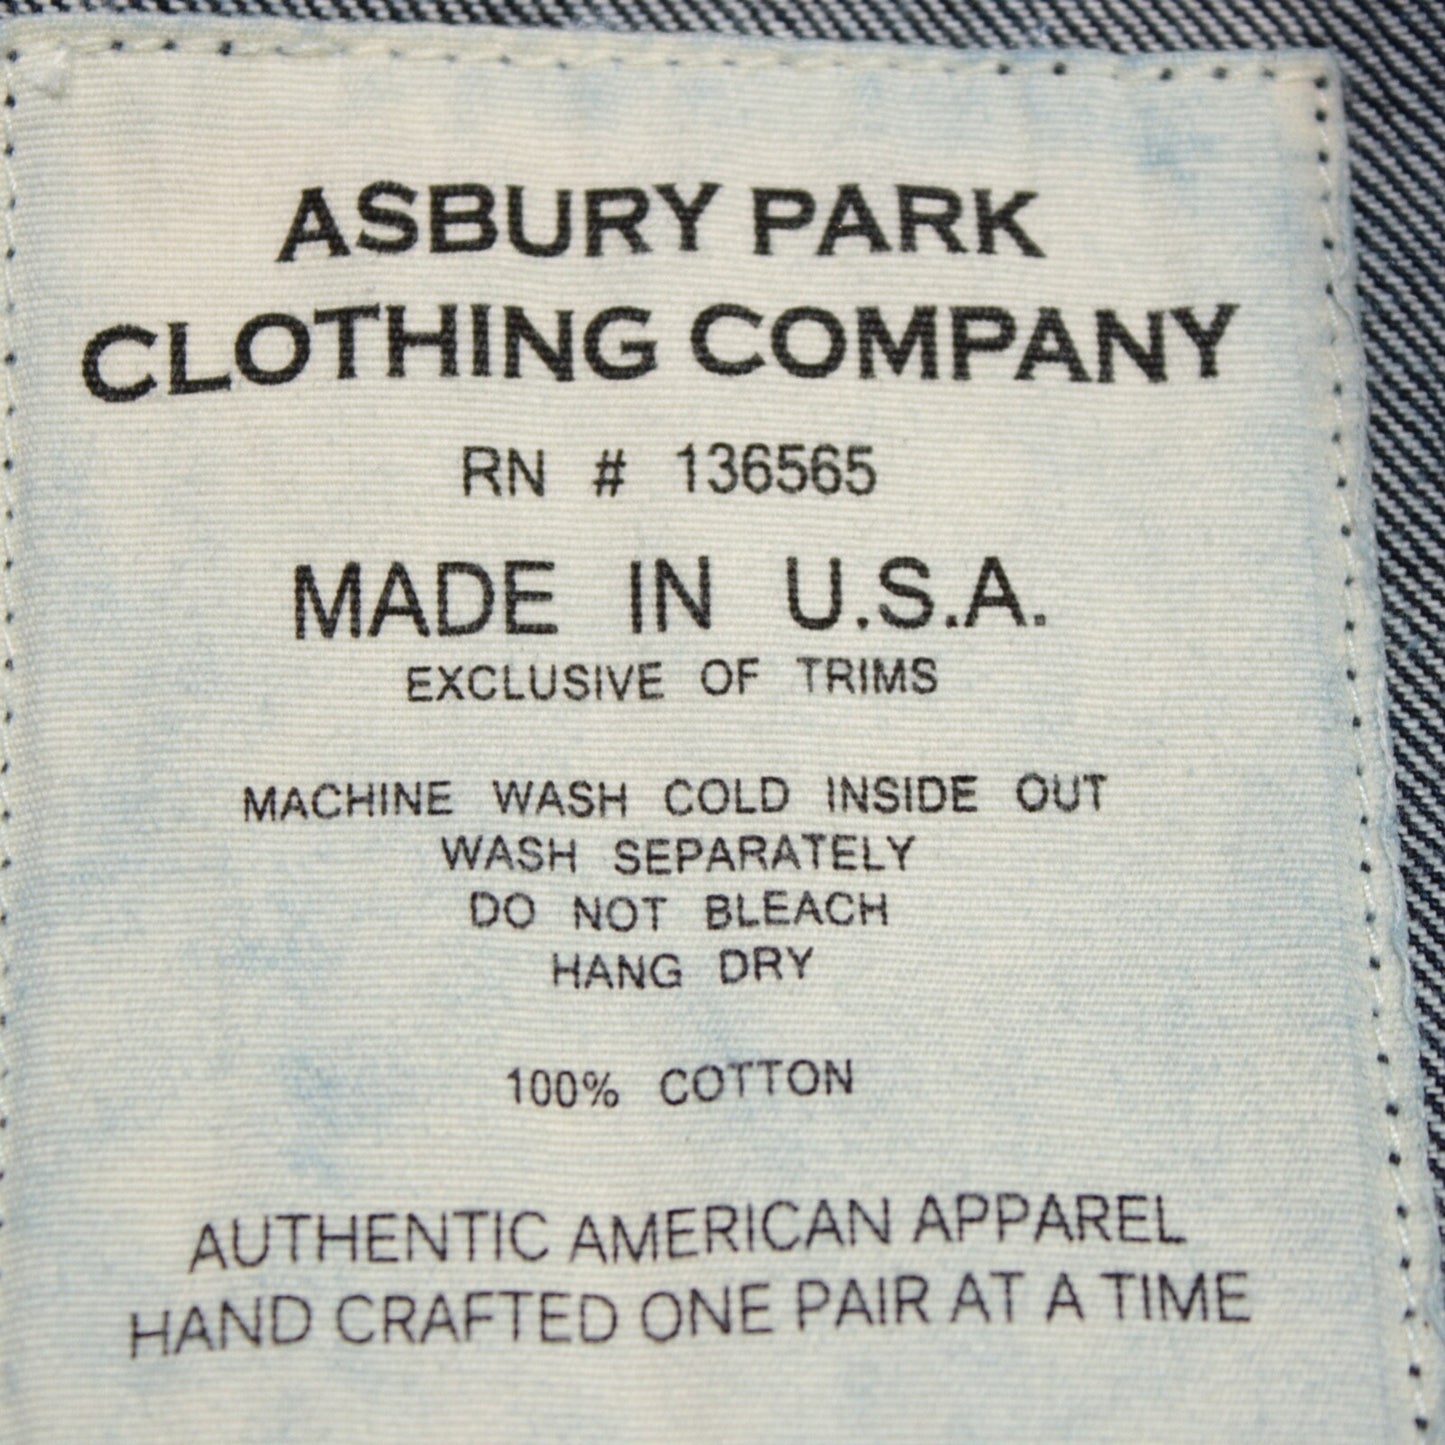 ASBURY PARK
CLOTHING COMPANY
RN # 136565
MADE IN U.S.A.
EXCLUSIVE OF TRIMS
MACHINE WASH COLD INSIDE OUT
WASH SEPARATELY
DO NOT BLEACH
HANG DRY
100% COTTON
AUTHENTIC AMERICAN APPAREL
HAND CRAFTED ONE PAIR AT A TIME